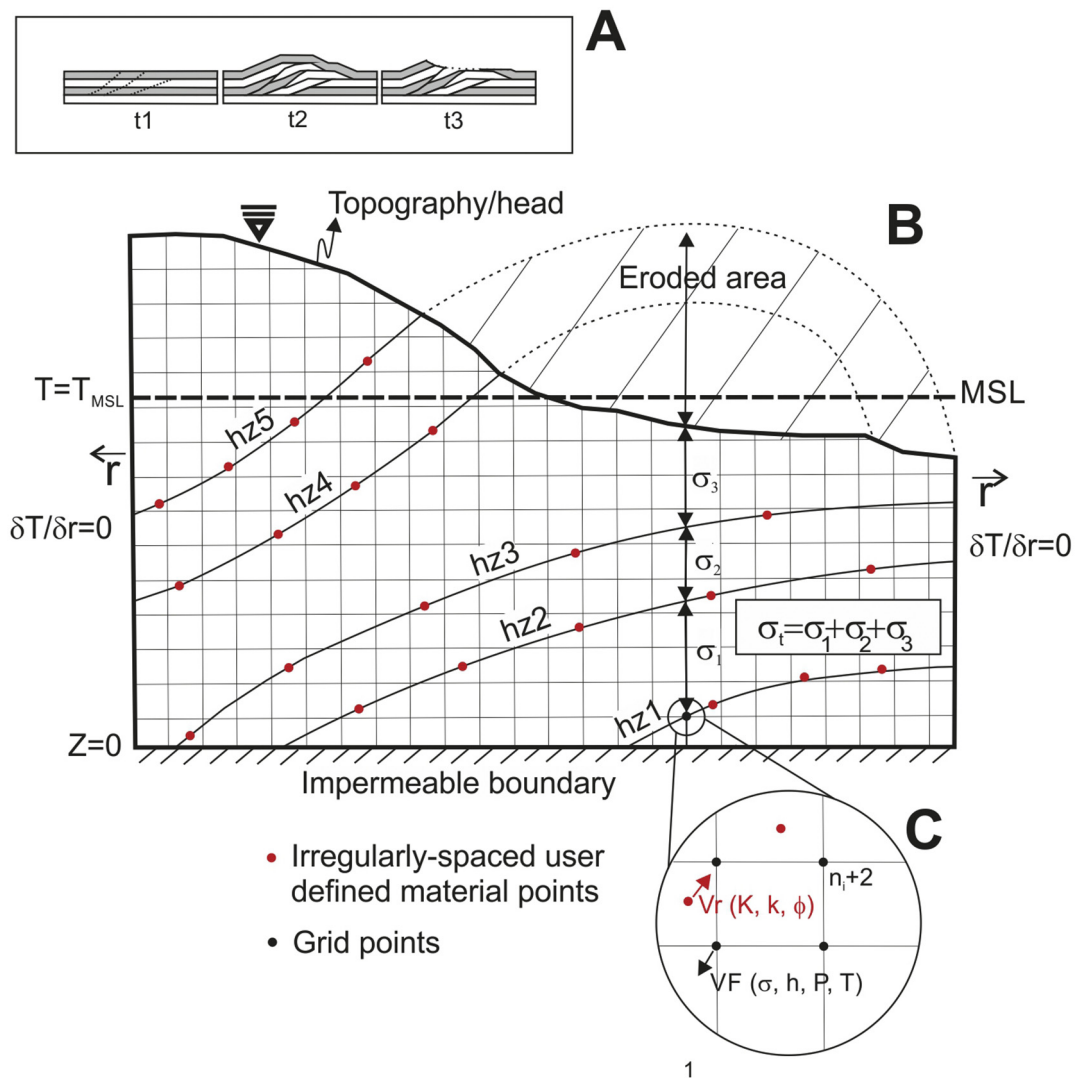 A
t1
t2
t3
Topography/head
B
Eroded area
T=T_MSL
MSL
hz5
r
hz4
σ3
r
δT/δr=0
δT/δr=0
hz3
σ2
hz2
σt=σ1+σ2+σ3
σ1
hz1
Z=0
Impermeable boundary
C
Irregularly-spaced user
defined material points
Grid points
ni+2
Vr (K, k, ϕ)
VF (σ, h, P, T)
1